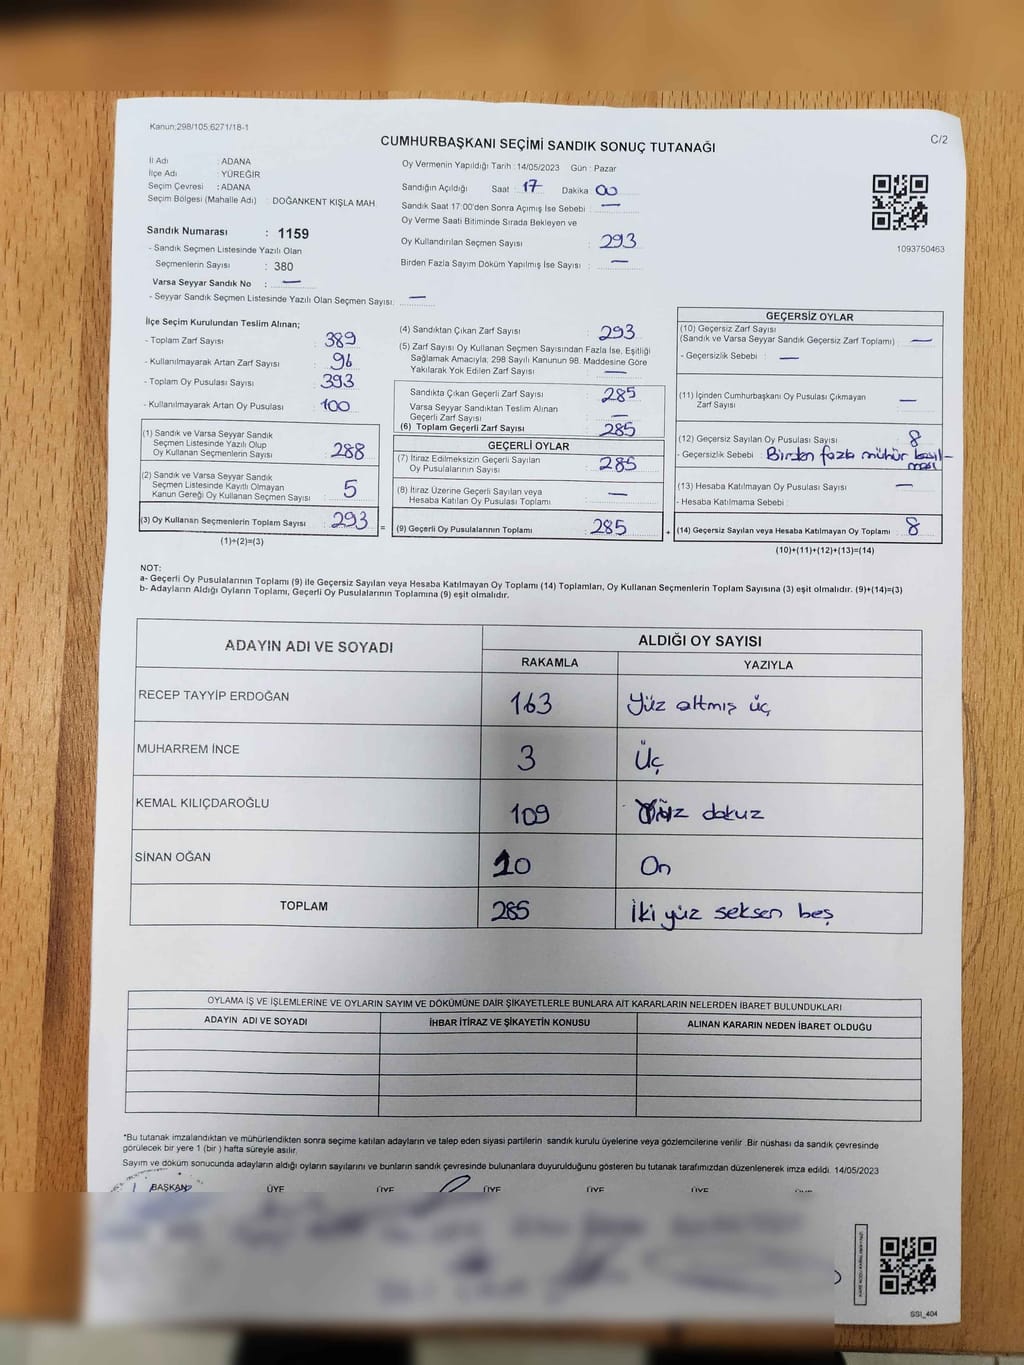 Kanun;298/105;6271/18-1
CUMHURBAŞKANI SEÇİMİ SANDIK SONUÇ TUTANAĞI
C/2
İl Adı : ADANA
İlçe Adı : YÜREĞİR
Seçim Çevresi : ADANA
Seçim Bölgesi (Mahalle Adı) : DOĞANKENT KIŞLA MAH.
Sandık Numarası : 1159
- Sandık Seçmen Listesinde Yazılı Olan
Seçmenlerin Sayısı : 380
Varsa Seyyar Sandık No : —
- Seyyar Sandık Seçmen Listesinde Yazılı Olan Seçmen Sayısı: —
Oy Vermenin Yapıldığı Tarih : 14/05/2023 Gün : Pazar
Sandığın Açıldığı Saat : 17 Dakika 00
Sandık Saat 17:00'den Sonra Açımış İse Sebebi : —
Oy Verme Saati Bitiminde Sırada Bekleyen ve
Oy Kullandırılan Seçmen Sayısı : 293
Birden Fazla Sayım Döküm Yapılmış İse Sayısı : —
1093750463
İlçe Seçim Kurulundan Teslim Alınan;
- Toplam Zarf Sayısı : 389
- Kullanılmayarak Artan Zarf Sayısı : 96
- Toplam Oy Pusulası Sayısı : 393
- Kullanılmayarak Artan Oy Pusulası : 100
(1) Sandık ve Varsa Seyyar Sandık
Seçmen Listesinde Yazılı Olup
Oy Kullanan Seçmenlerin Sayısı : 288
(2) Sandık ve Varsa Seyyar Sandık
Seçmen Listesinde Kayıtlı Olmayan
Kanun Gereği Oy Kullanan Seçmen Sayısı : 5
(3) Oy Kullanan Seçmenlerin Toplam Sayısı : 293 =
(1)+(2)=(3)
(4) Sandıktan Çıkan Zarf Sayısı : 293
(5) Zarf Sayısı Oy Kullanan Seçmen Sayısından Fazla İse, Eşitliği
Sağlamak Amacıyla; 298 Sayılı Kanunun 98. Maddesine Göre
Yakılarak Yok Edilen Zarf Sayısı : —
Sandıkta Çıkan Geçerli Zarf Sayısı : 285
Varsa Seyyar Sandıktan Teslim Alınan
Geçerli Zarf Sayısı : —
(6) Toplam Geçerli Zarf Sayısı : 285
GEÇERLİ OYLAR
(7) İtiraz Edilmeksizin Geçerli Sayılan
Oy Pusulalarının Sayısı : 285
(8) İtiraz Üzerine Geçerli Sayılan veya
Hesaba Katılan Oy Pusulası Toplamı : —
(9) Geçerli Oy Pusulalarının Toplamı : 285 +
GEÇERSİZ OYLAR
(10) Geçersiz Zarf Sayısı
(Sandık ve Varsa Seyyar Sandık Geçersiz Zarf Toplamı) : —
- Geçersizlik Sebebi : —
(11) İçinden Cumhurbaşkanı Oy Pusulası Çıkmayan
Zarf Sayısı : —
(12) Geçersiz Sayılan Oy Pusulası Sayısı : 8
- Geçersizlik Sebebi : Birden fazla mühür basıl-
ması
(13) Hesaba Katılmayan Oy Pusulası Sayısı : —
- Hesaba Katılmama Sebebi :
(14) Geçersiz Sayılan veya Hesaba Katılmayan Oy Toplamı : 8
(10)+(11)+(12)+(13)=(14)
NOT:
a- Geçerli Oy Pusulalarının Toplamı (9) ile Geçersiz Sayılan veya Hesaba Katılmayan Oy Toplamı (14) Toplamları, Oy Kullanan Seçmenlerin Toplam Sayısına (3) eşit olmalıdır. (9)+(14)=(3)
b- Adayların Aldığı Oyların Toplamı, Geçerli Oy Pusulalarının Toplamına (9) eşit olmalıdır.
ADAYIN ADI VE SOYADI ALDIĞI OY SAYISI
RAKAMLA YAZIYLA
RECEP TAYYİP ERDOĞAN 163 Yüz altmış üç
MUHARREM İNCE 3 Üç
KEMAL KILIÇDAROĞLU 109 Yüz dokuz
SİNAN OĞAN 10 On
TOPLAM 285 İki yüz seksen beş
OYLAMA İŞ VE İŞLEMLERİNE VE OYLARIN SAYIM VE DÖKÜMÜNE DAİR ŞİKAYETLERLE BUNLARA AİT KARARLARIN NELERDEN İBARET BULUNDUKLARI
ADAYIN ADI VE SOYADI İHBAR İTİRAZ VE ŞİKAYETİN KONUSU ALINAN KARARIN NEDEN İBARET OLDUĞU
*Bu tutanak imzalandıktan ve mühürlendikten sonra seçime katılan adayların ve talep eden siyasi partilerin sandık kurulu üyelerine veya gözlemcilerine verilir .Bir nüshası da sandık çevresinde
görülecek bir yere 1 (bir ) hafta süreyle asılır.
Sayım ve döküm sonucunda adayların aldığı oyların sayılarını ve bunların sandık çevresinde bulunanlara duyurulduğunu gösteren bu tutanak tarafımızdan düzenlenerek imza edildi. 14/05/2023
BAŞKAN ÜYE ÜYE ÜYE ÜYE ÜYE
SSI_404